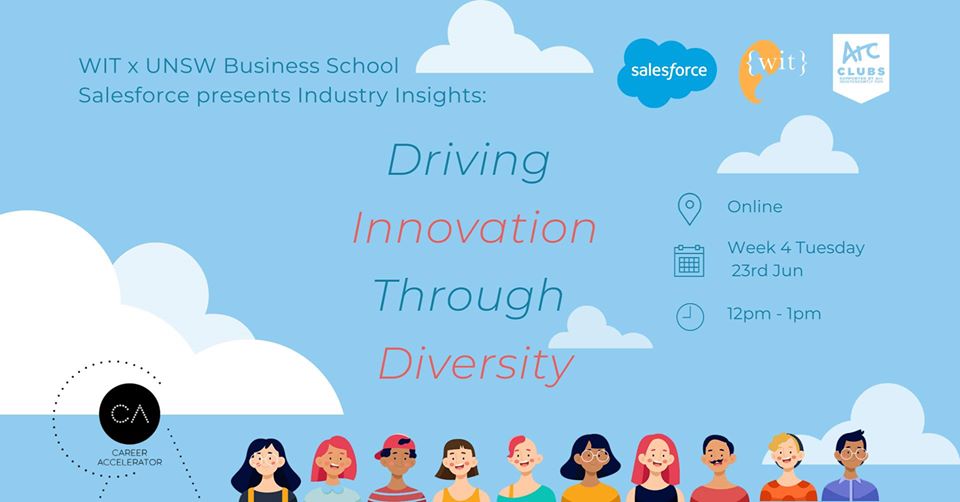 WIT x UNSW Business School
Salesforce presents Industry Insights:
salesforce
{wit}
Arc
CLUBS
Driving
Innovation
Through
Diversity
Online
Week 4 Tuesday
23rd Jun
12pm - 1pm
CA
CAREER
ACCELERATOR